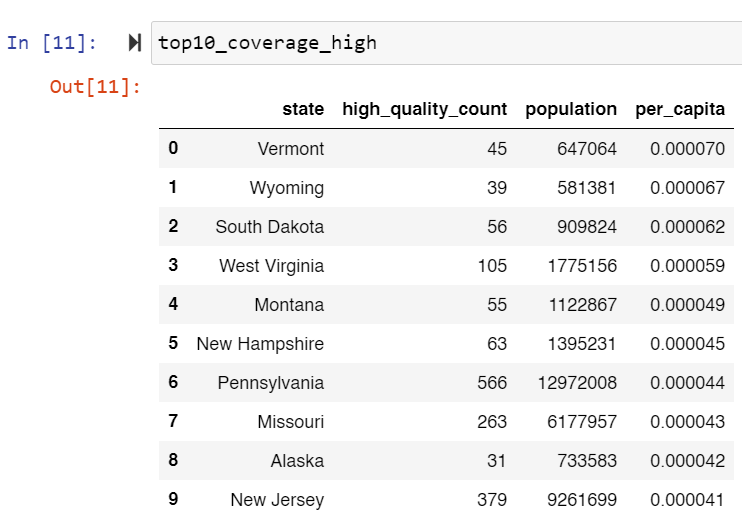 In [11]: top10_coverage_high
Out[11]:
state high_quality_count population per_capita
0 Vermont 45 647064 0.000070
1 Wyoming 39 581381 0.000067
2 South Dakota 56 909824 0.000062
3 West Virginia 105 1775156 0.000059
4 Montana 55 1122867 0.000049
5 New Hampshire 63 1395231 0.000045
6 Pennsylvania 566 12972008 0.000044
7 Missouri 263 6177957 0.000043
8 Alaska 31 733583 0.000042
9 New Jersey 379 9261699 0.000041